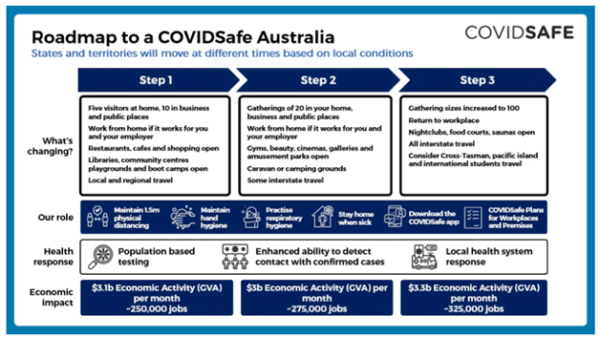 Roadmap to a COVIDSafe Australia
States and territories will move at different times based on local conditions
COVIDSAFE
Step 1
Step 2
Step 3
What's
changing?
Five visitors at home, 10 in business
and public places
Work from home if it works for you
and your employer
Restaurants, cafes and shopping open
Libraries, community centres
playgrounds and boot camps open
Local and regional travel
Gatherings of 20 in your home,
business and public places
Work from home if it works for you and
your employer
Gyms, beauty, cinemas, galleries and
amusement parks open
Caravan or camping grounds
Some interstate travel
Gathering sizes increased to 100
Return to workplace
Nightclubs, food courts, saunas open
All interstate travel
Consider Cross-Tasman, pacific island
and international students travel
Our role
Maintain 1.5m
physical
distancing
Maintain
hand
hygiene
Practise
respiratory
hygiene
Stay home
when sick
Download the
COVIDSafe app
COVIDSafe Plans
for Workplaces
and Premises
Health
response
Population based
testing
Enhanced ability to detect
contact with confirmed cases
Local health system
response
Economic
impact
$3.1b Economic Activity (GVA)
per month
~250,000 jobs
$3b Economic Activity (GVA) per
month
~275,000 jobs
$3.3b Economic Activity (GVA)
per month
~325,000 jobs